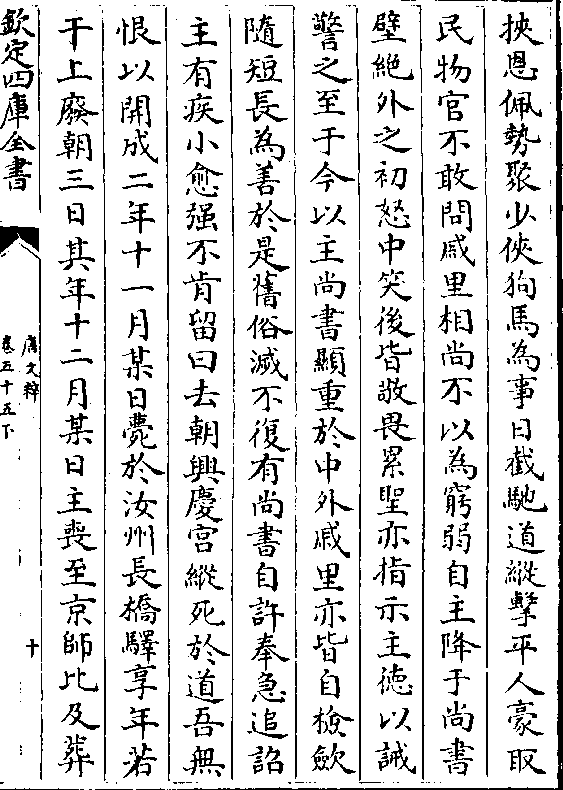 挾恩佩勢聚少俠狗馬為事日截馳道縱擊平人豪取
民物官不敢問戚里相尚不以為窮弱自主降于尚書
壁絶外之初怒中笑後皆敬畏累聖亦指示主徳以誡
警之至于今以主尚書顯重於中外戚里亦皆自檢歛
隨短長為善於是舊俗滅不復有尚書自許奉急追詔
主有疾小愈强不肯留曰去朝興慶宫縱死於道吾無
恨以開成二年十一月某日薨於汝州長橋驛享年若
干上廢朝三日其年十二月某日主喪至京師比及葬
欽定四庫全書
唐文粹
卷五十五下
十